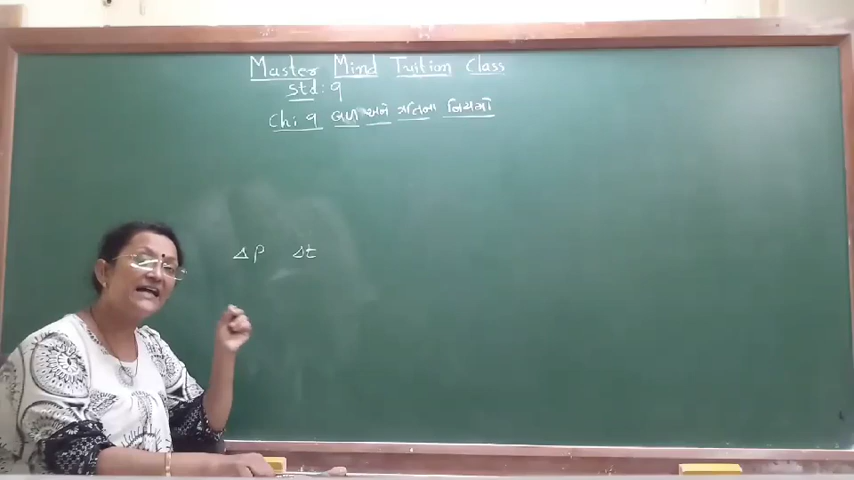 Master Mind Tuition Class
std: 9
Ch: 9 બળ અને ગતિના નિયમો
Δp Δt